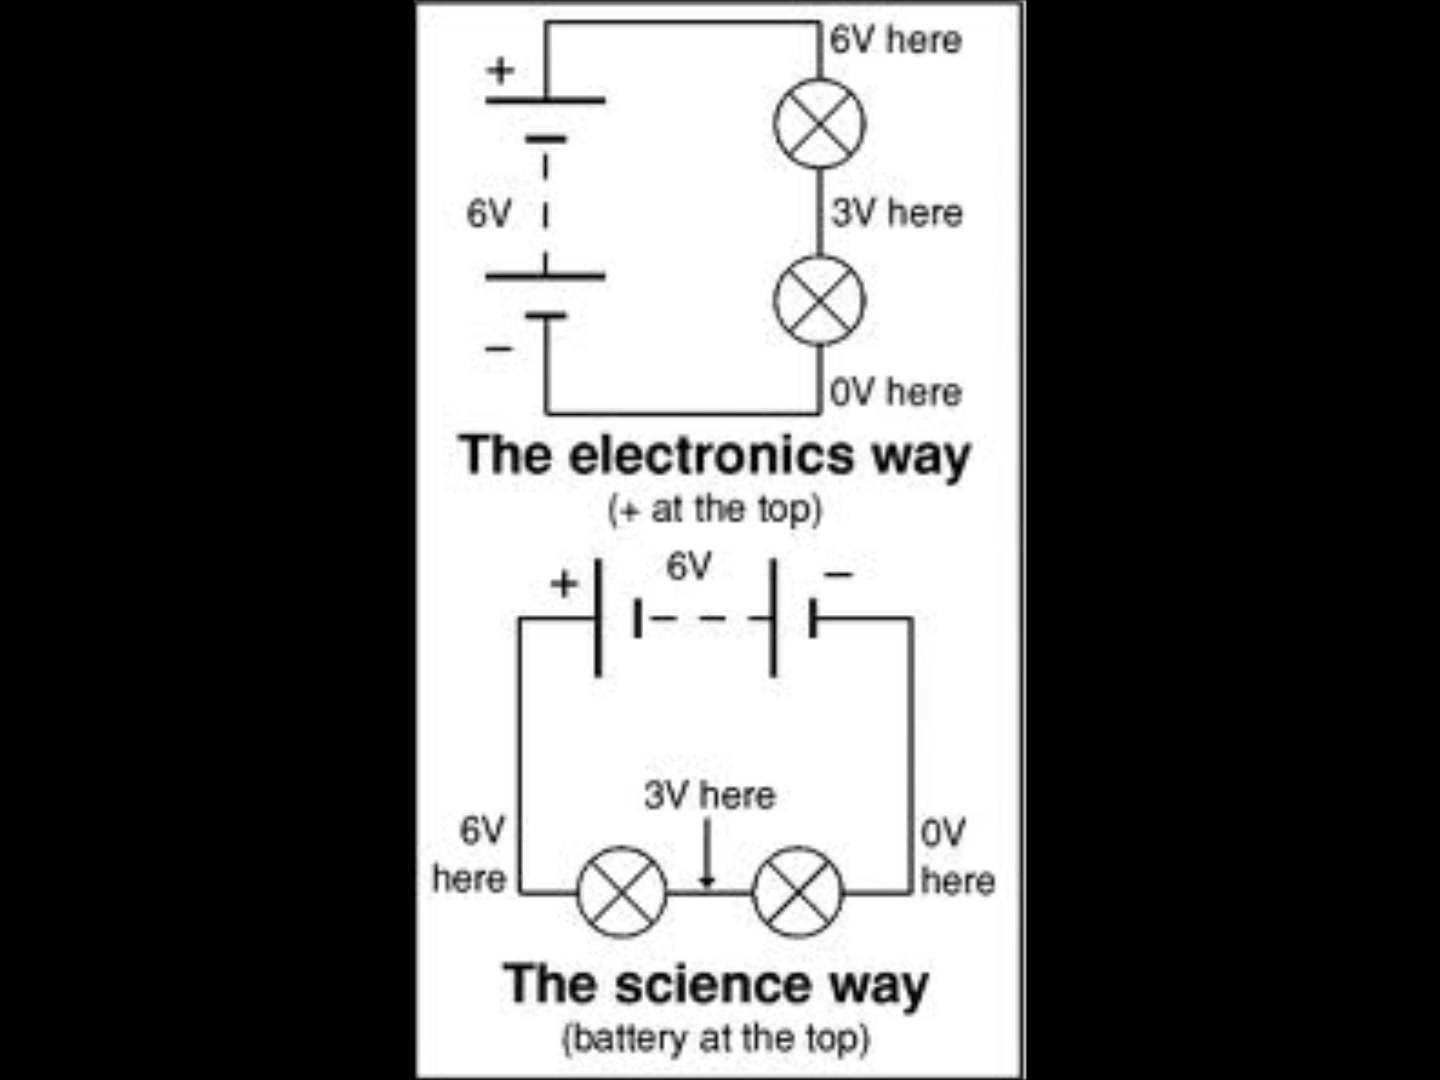 6V here
+
6V
3V here
–
0V here
The electronics way
(+ at the top)
+
6V
–
3V here
6V
here
0V
here
The science way
(battery at the top)